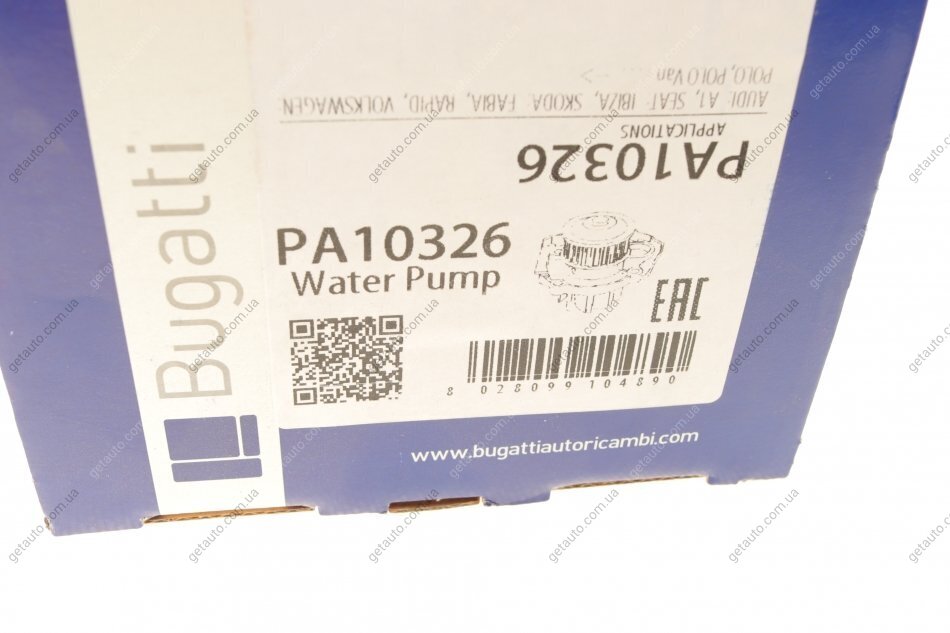 POLO, POLO Van
AUDI: A1, SEAT: IBIZA, SKODA: FABIA, RAPID, VOLKSWAGEN:
APPLICATIONS
PA10326
Bugatti
PA10326
Water Pump
EAC
8 028099 104890
www.bugattiautoricambi.com
getauto.com.ua